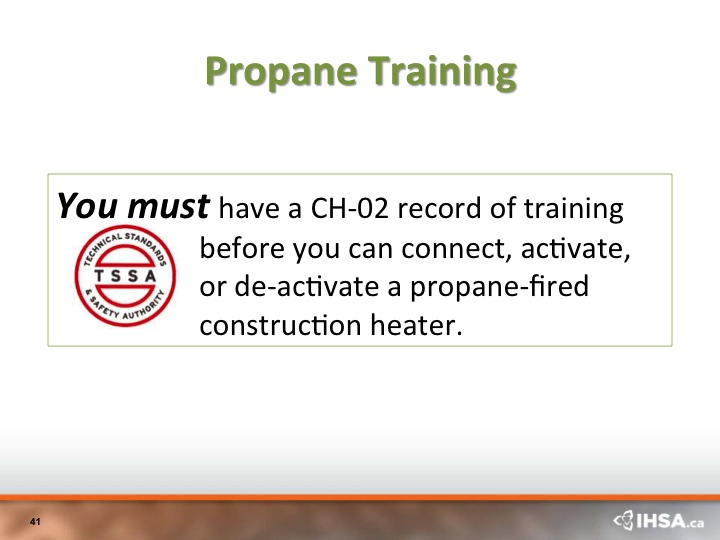 Propane Training
You must have a CH-02 record of training
before you can connect, activate,
or de-activate a propane-fired
construction heater.
TECHNICAL STANDARDS
TSSA
& SAFETY AUTHORITY
41
IHSA.ca